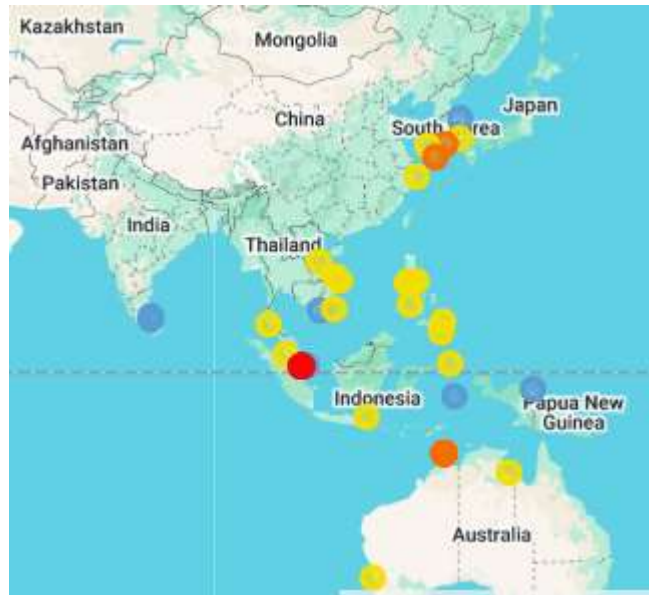 Kazakhstan
Mongolia
Japan
China
South Korea
Afghanistan
Pakistan
India
Thailand
Indonesia
Papua New
Guinea
Australia